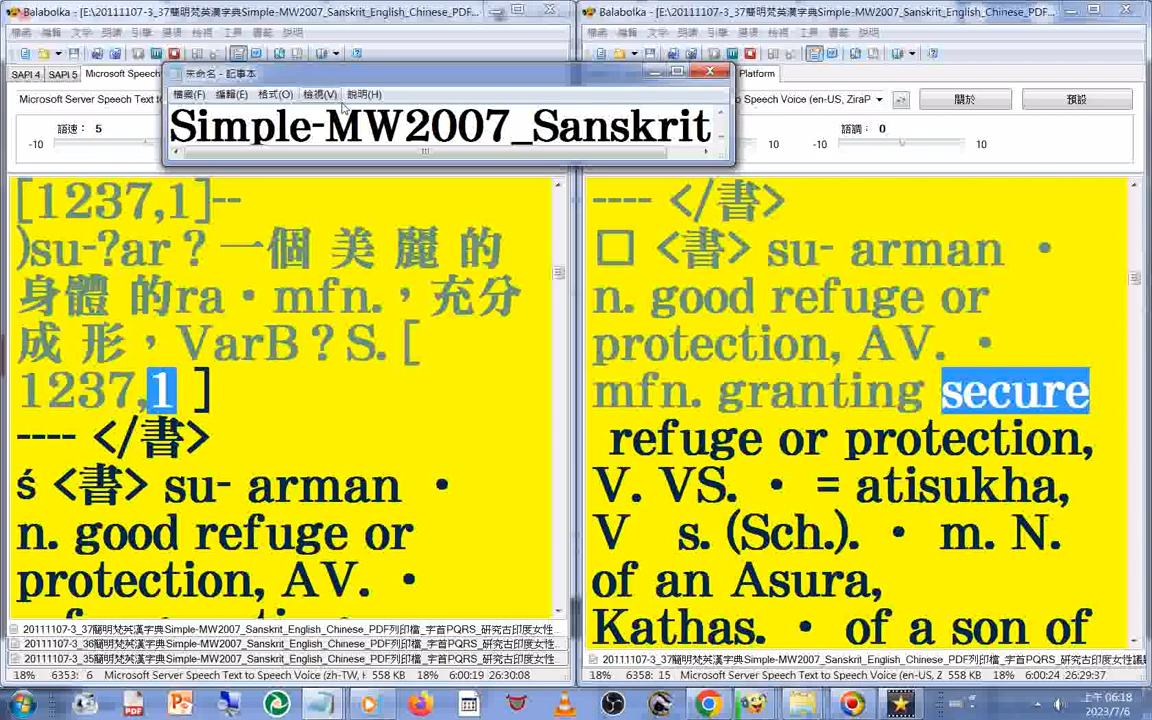 Balabolka - [E:\20111107-3_37簡明梵英漢字典Simple-MW2007_Sanskrit_English_Chinese_PDF...
Balabolka - [E:\20111107-3_37簡明梵英漢字典Simple-MW2007_Sanskrit_English_Chinese_PDF...
檔案 編輯 文字 朗讀 引擎 選項 檢視 工具 書籤 說明
SAPI 4 SAPI 5 Microsoft Speech
未命名 - 記事本
Platform
檔案(F) 編輯(E) 格式(O) 檢視(V) 說明(H)
Simple-MW2007_Sanskrit
Microsoft Server Speech Text to
Speech Voice (en-US, ZiraP
關於
預設
語速： 5
語調： 0
-10
10
-10
10
[1237,1]--
)su-?ar ? 一個 美 麗 的
身體 的ra・mfn.，充分
成 形，VarB？S. [
1237,1 ]
---- </書>
ś <書> su- arman •
n. good refuge or
protection, AV. •
---- </書>
□ <書> su- arman •
n. good refuge or
protection, AV. •
mfn. granting secure
refuge or protection,
V. VS. • = atisukha,
V s. (Sch.). • m. N.
of an Asura,
Kathas. • of a son of
20111107-3_37簡明梵英漢字典Simple-MW2007_Sanskrit_English_Chinese_PDF列印檔_字首PQRS_研究古印度女性
20111107-3_36簡明梵英漢字典Simple-MW2007_Sanskrit_English_Chinese_PDF列印檔_字首PQRS_研究古印度女性
20111107-3_35簡明梵英漢字典Simple-MW2007_Sanskrit_English_Chinese_PDF列印檔_字首PQRS_研究古印度女性
20111107-3_37簡明梵英漢字典Simple-MW2007_Sanskrit_English_Chinese_PDF列印檔_字首PQRS_研究古印度女性
18% 6353: 6 Microsoft Server Speech Text to Speech Voice (zh-TW, H 558 KB 18% 6:00:19 26:30:08
18% 6358: 15 Microsoft Server Speech Text to Speech Voice (en-US, Z 558 KB 18% 6:00:24 26:29:37
上午 06:18
2023/7/6